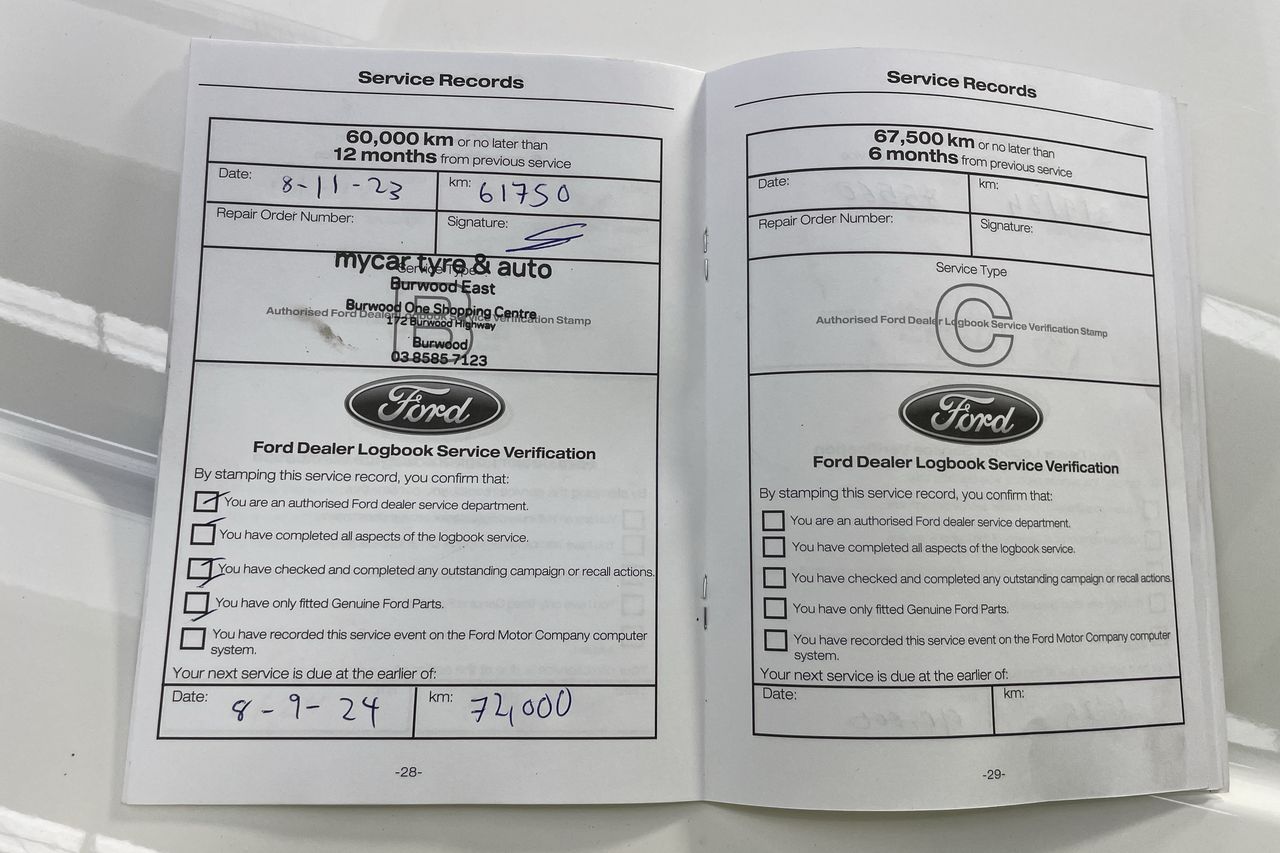 Service Records
60,000 km or no later than
12 months from previous service
Date: 8-11-23 km: 61750
Repair Order Number: Signature:
mycar tyre & auto
Service Type
Burwood East
B
Burwood One Shopping Centre
Authorised Ford Dealer Logbook Service Verification Stamp
172 Burwood Highway
Burwood
03 8585 7123
Ford
Ford Dealer Logbook Service Verification
By stamping this service record, you confirm that:
You are an authorised Ford dealer service department.
You have completed all aspects of the logbook service.
You have checked and completed any outstanding campaign or recall actions.
You have only fitted Genuine Ford Parts.
You have recorded this service event on the Ford Motor Company computer
system.
Your next service is due at the earlier of:
Date: 8-9-24 km: 72,000
-28-
Service Records
67,500 km or no later than
6 months from previous service
Date: km:
Repair Order Number: Signature:
Service Type
C
Authorised Ford Dealer Logbook Service Verification Stamp
Ford
Ford Dealer Logbook Service Verification
By stamping this service record, you confirm that:
You are an authorised Ford dealer service department.
You have completed all aspects of the logbook service.
You have checked and completed any outstanding campaign or recall actions.
You have only fitted Genuine Ford Parts.
You have recorded this service event on the Ford Motor Company computer
system.
Your next service is due at the earlier of:
Date: km:
-29-